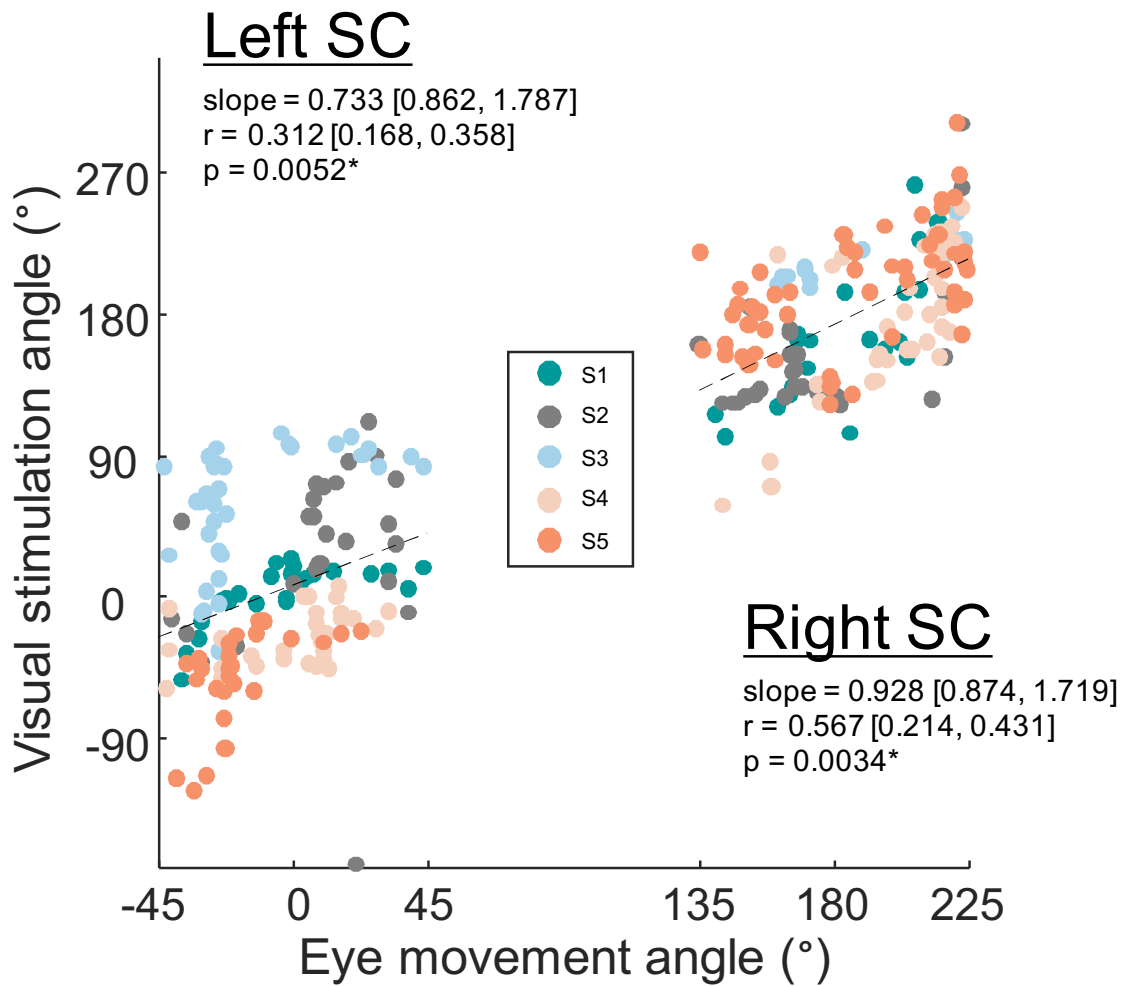 Left SC
slope = 0.733 [0.862, 1.787]
r = 0.312 [0.168, 0.358]
p = 0.0052*
Visual stimulation angle (°)
270
180
90
0
-90
S1
S2
S3
S4
S5
Right SC
slope = 0.928 [0.874, 1.719]
r = 0.567 [0.214, 0.431]
p = 0.0034*
-45 0 45 135 180 225
Eye movement angle (°)